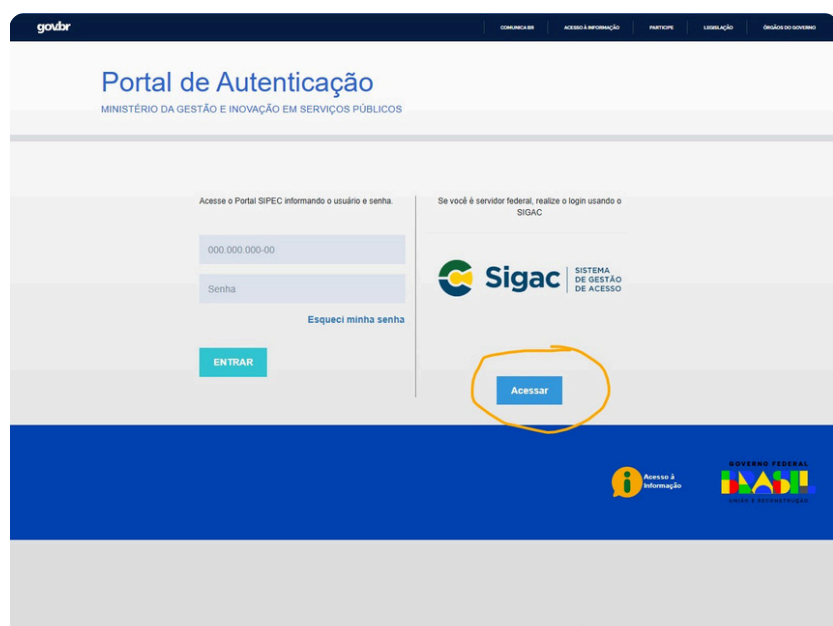 gov.br
COMUNICA BR
ACESSO À INFORMAÇÃO
PARTICIPE
LEGISLAÇÃO
ÓRGÃOS DO GOVERNO
Portal de Autenticação
MINISTÉRIO DA GESTÃO E INOVAÇÃO EM SERVIÇOS PÚBLICOS
Acesse o Portal SIPEC informando o usuário e senha.
000.000.000-00
Senha
Esqueci minha senha
ENTRAR
Se você é servidor federal, realize o login usando o
SIGAC
Sigac
SISTEMA
DE GESTÃO
DE ACESSO
Acessar
Acesso à
Informação
GOVERNO FEDERAL
BRASIL
UNIÃO E RECONSTRUÇÃO